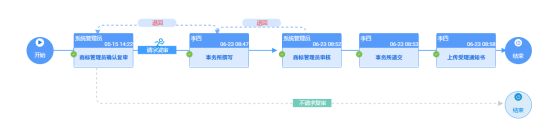 退回
退回
系统管理员
05-15 14:22
商标管理员确认复审
李四
06-23 08:47
事务所撰写
系统管理员
06-23 08:52
商标管理员审核
李四
06-23 08:53
事务所递交
李四
06-23 08:58
上传受理通知书
开始
请求复审
结束
不请求复审
结束